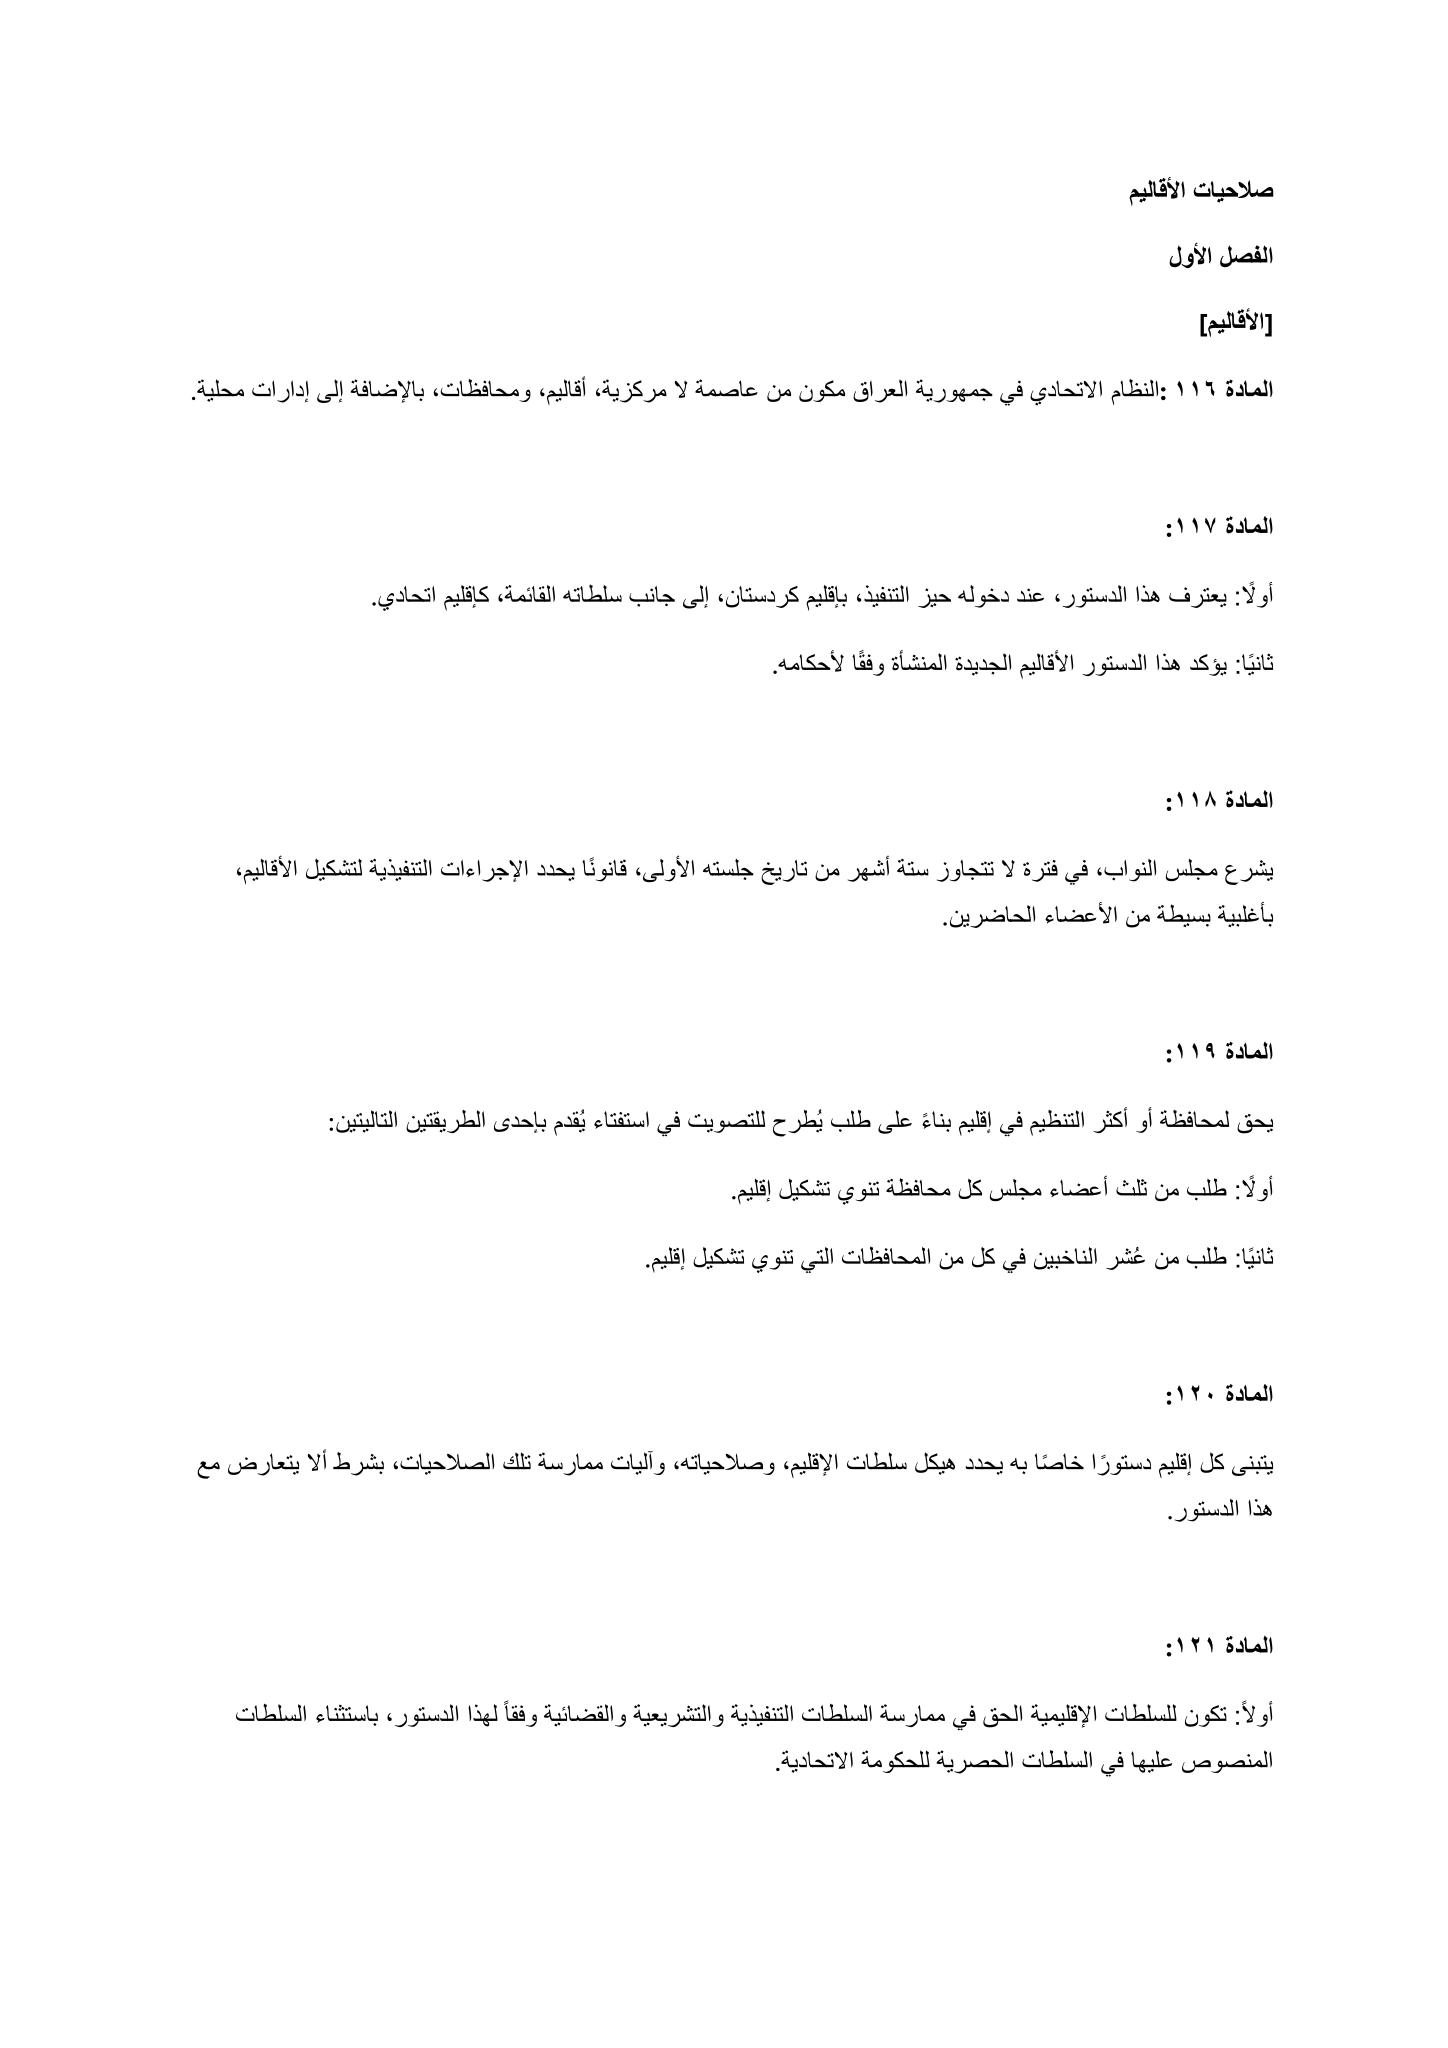 صلاحيات الأقاليم
الفصل الأول
[الأقاليم]
المادة ١١٦ :النظام الاتحادي في جمهورية العراق مكون من عاصمة لا مركزية، أقاليم، ومحافظات، بالإضافة إلى إدارات محلية.
المادة ١١٧:
أولًا: يعترف هذا الدستور، عند دخوله حيز التنفيذ، بإقليم كردستان، إلى جانب سلطاته القائمة، كإقليم اتحادي.
ثانيًا: يؤكد هذا الدستور الأقاليم الجديدة المنشأة وفقًا لأحكامه.
المادة ١١٨:
يشرع مجلس النواب، في فترة لا تتجاوز ستة أشهر من تاريخ جلسته الأولى، قانونًا يحدد الإجراءات التنفيذية لتشكيل الأقاليم،
بأغلبية بسيطة من الأعضاء الحاضرين.
المادة ١١٩:
يحق لمحافظة أو أكثر التنظيم في إقليم بناءً على طلب يُطرح للتصويت في استفتاء يُقدم بإحدى الطريقتين التاليتين:
أولًا: طلب من ثلث أعضاء مجلس كل محافظة تنوي تشكيل إقليم.
ثانيًا: طلب من عُشر الناخبين في كل من المحافظات التي تنوي تشكيل إقليم.
المادة ١٢٠:
يتبنى كل إقليم دستورًا خاصًا به يحدد هيكل سلطات الإقليم، وصلاحياته، وآليات ممارسة تلك الصلاحيات، بشرط ألا يتعارض مع
هذا الدستور.
المادة ١٢١:
أولاً: تكون للسلطات الإقليمية الحق في ممارسة السلطات التنفيذية والتشريعية والقضائية وفقاً لهذا الدستور، باستثناء السلطات
المنصوص عليها في السلطات الحصرية للحكومة الاتحادية.